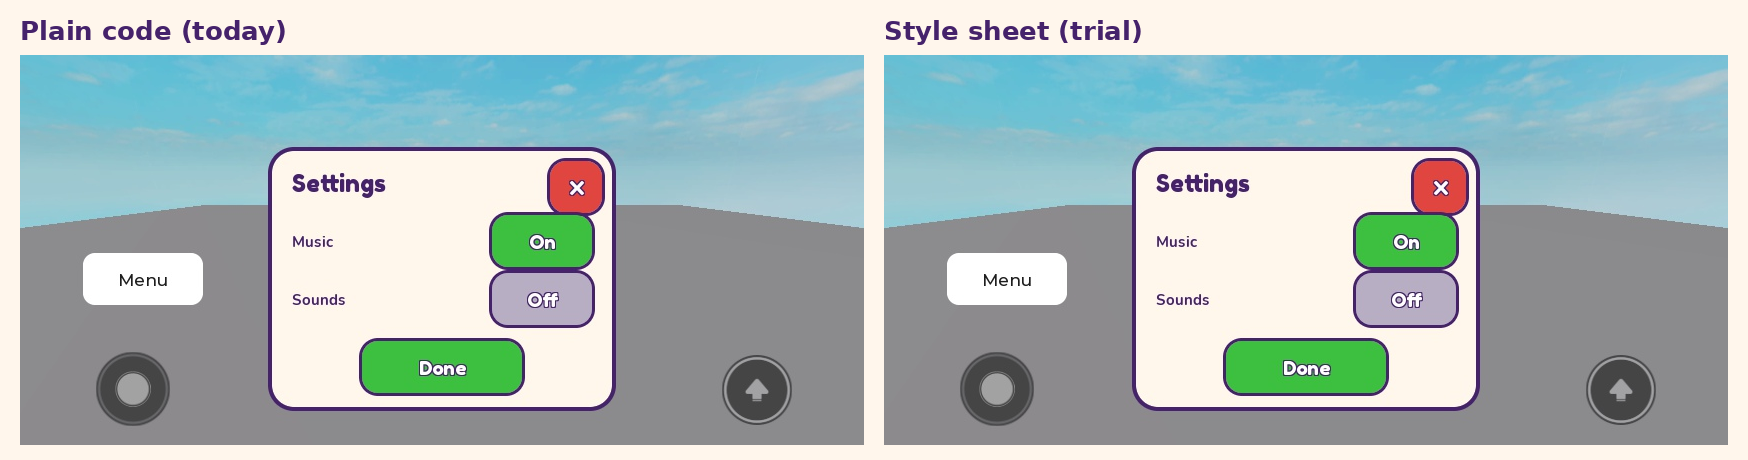 Plain code (today)
Settings
×
Music
On
Menu
Sounds
Off
Done
Style sheet (trial)
Settings
×
Music
On
Menu
Sounds
Off
Done